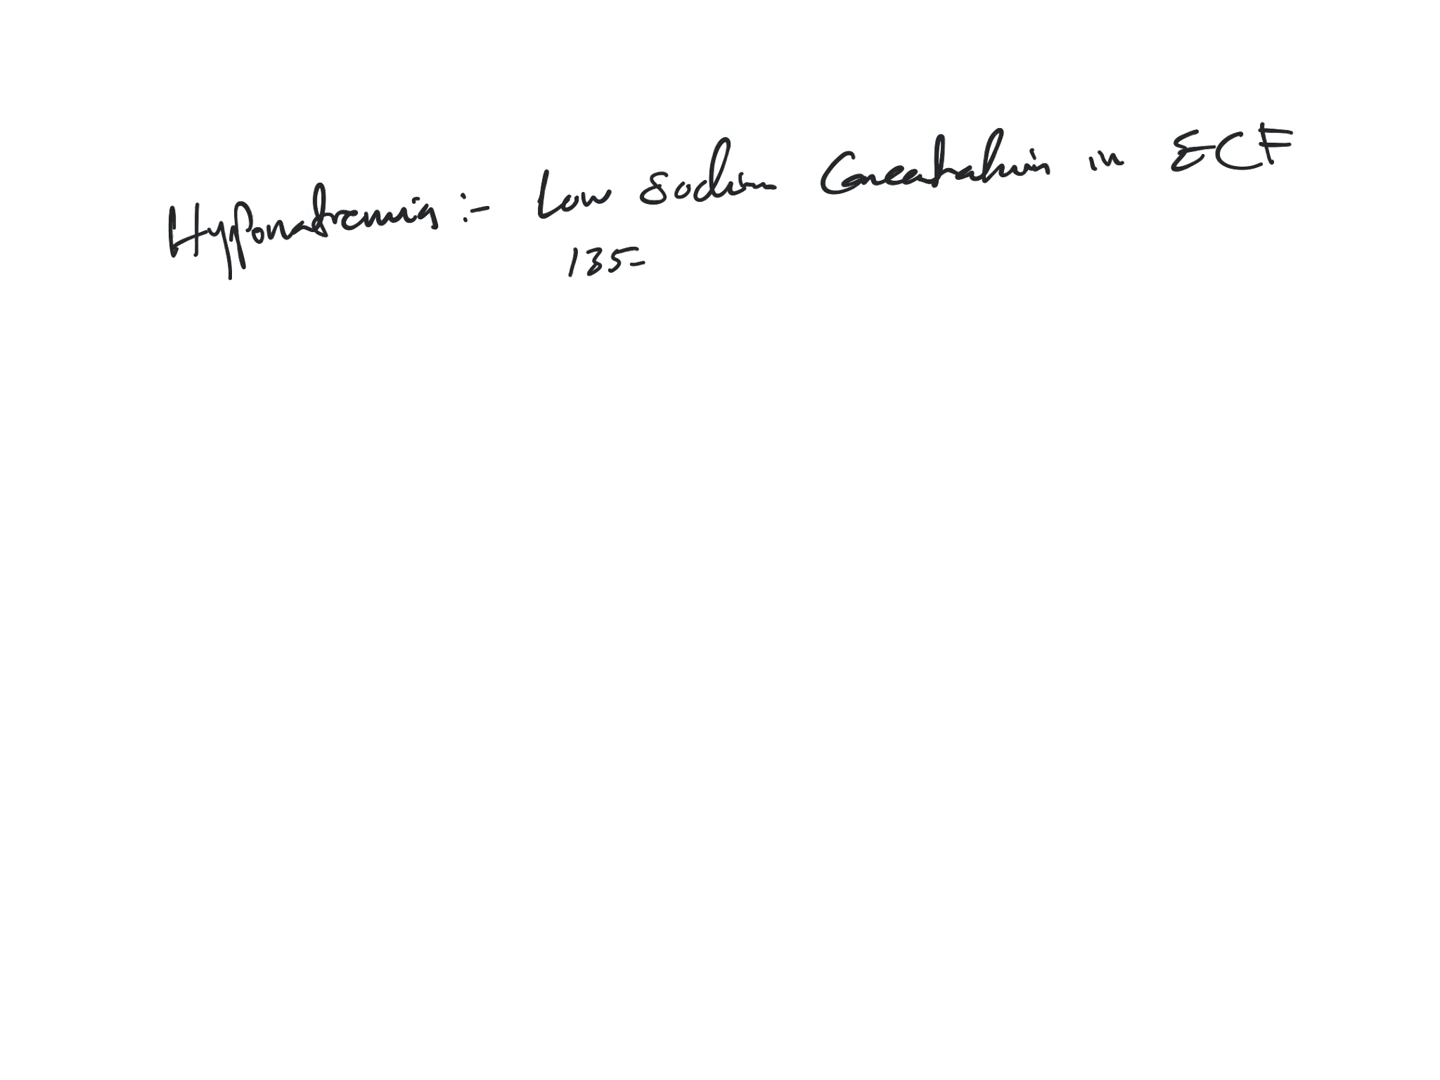 Hyponatremia :- Low Sodium Concentration in ECF
135-